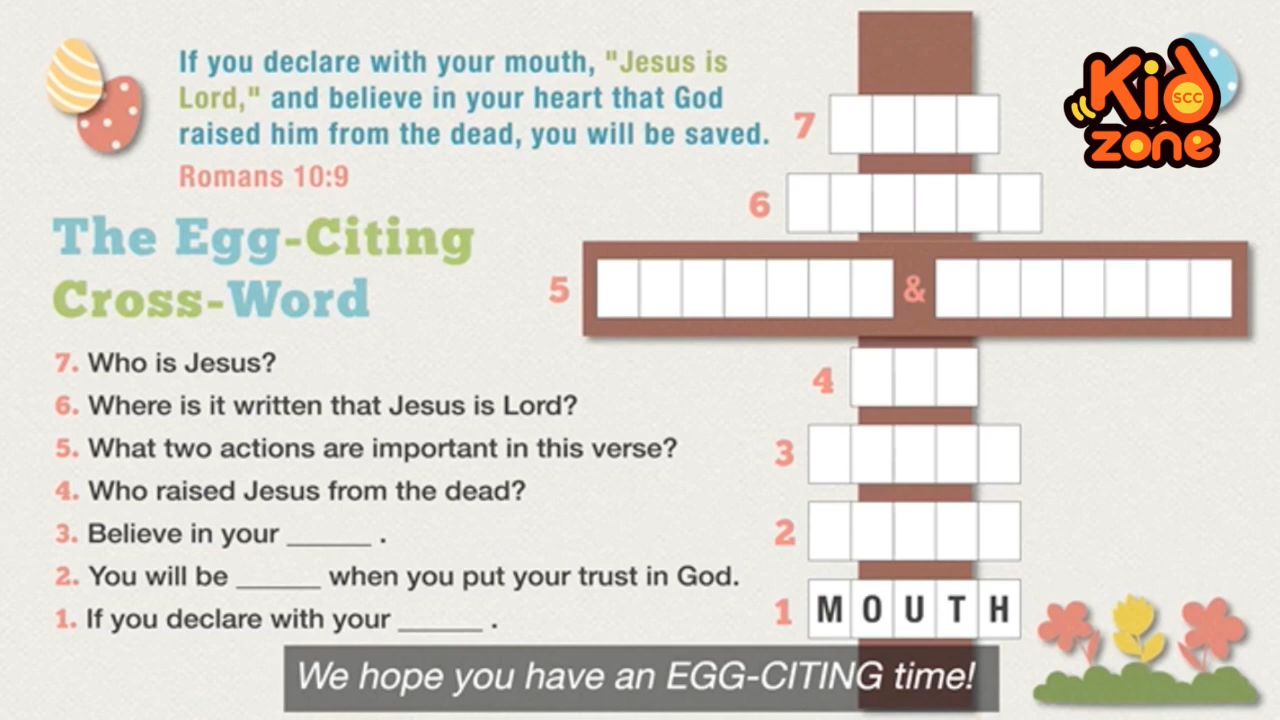 If you declare with your mouth, "Jesus is
Lord," and believe in your heart that God
raised him from the dead, you will be saved.
Romans 10:9
Kid
SCC
zone
The Egg-Citing
Cross-Word
7. Who is Jesus?
6. Where is it written that Jesus is Lord?
5. What two actions are important in this verse?
4. Who raised Jesus from the dead?
3. Believe in your ______ .
2. You will be ______ when you put your trust in God.
1. If you declare with your ______ .
7
6
5 &
4
3
2
1 M O U T H
We hope you have an EGG-CITING time!